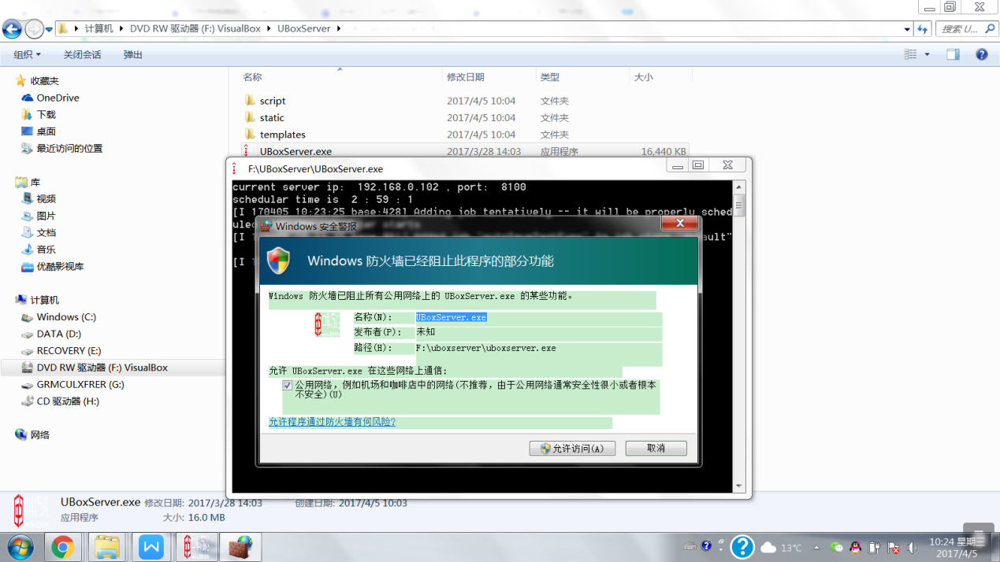 计算机 DVD RW 驱动器 (F:) VisualBox UBoxServer
搜索 U...
组织 关闭会话 弹出
收藏夹
OneDrive
下载
桌面
最近访问的位置
库
视频
图片
文档
音乐
优酷影视库
计算机
Windows (C:)
DATA (D:)
RECOVERY (E:)
DVD RW 驱动器 (F:) VisualBox
GRMCULXFRER (G:)
CD 驱动器 (H:)
网络
名称 修改日期 类型 大小
script 2017/4/5 10:04 文件夹
static 2017/4/5 10:04 文件夹
templates 2017/4/5 10:04 文件夹
UBoxServer.exe 2017/3/28 14:03 应用程序 16,440 KB
F:\UBoxServer\UBoxServer.exe
current server ip: 192.168.0.102 , port: 8100
schedular time is 2 : 59 : 1
[I 170405 10:23:25 base:428] Adding job tentatively -- it will be properly sched
Windows 安全警报
Windows 防火墙已经阻止此程序的部分功能
Windows 防火墙已阻止所有公用网络上的 UBoxServer.exe 的某些功能。
名称(N): UBoxServer.exe
发布者(P): 未知
路径(H): F:\uboxserver\uboxserver.exe
允许 UBoxServer.exe 在这些网络上通信:
公用网络，例如机场和咖啡店中的网络(不推荐，由于公用网络通常安全性很小或者根本
不安全)(U)
允许程序通过防火墙有何风险?
允许访问(A) 取消
UBoxServer.exe 修改日期: 2017/3/28 14:03 创建日期: 2017/4/5 10:03
应用程序 大小: 16.0 MB
13℃
10:24 星期三
2017/4/5